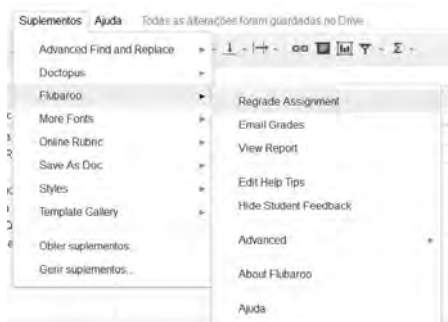 Suplementos Ajuda Todas as alterações foram guardadas no Drive
Advanced Find and Replace
Doctopus
Flubaroo
More Fonts
Online Rubric
Save As Doc
Styles
Template Gallery
Obter suplementos...
Gerir suplementos...
Regrade Assignment
Email Grades
View Report
Edit Help Tips
Hide Student Feedback
Advanced
About Flubaroo
Ajuda